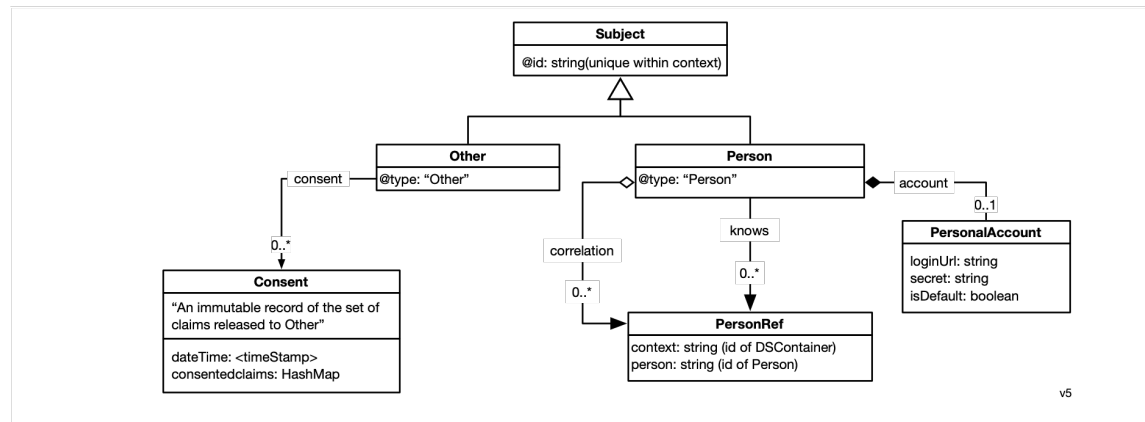 Subject
@id: string(unique within context)
Other
@type: “Other”
Person
@type: “Person”
consent
account
0..1
knows
correlation
0..*
0..*
0..*
PersonalAccount
loginUrl: string
secret: string
isDefault: boolean
Consent
“An immutable record of the set of
claims released to Other”
dateTime: <timeStamp>
consentedclaims: HashMap
PersonRef
context: string (id of DSContainer)
person: string (id of Person)
v5